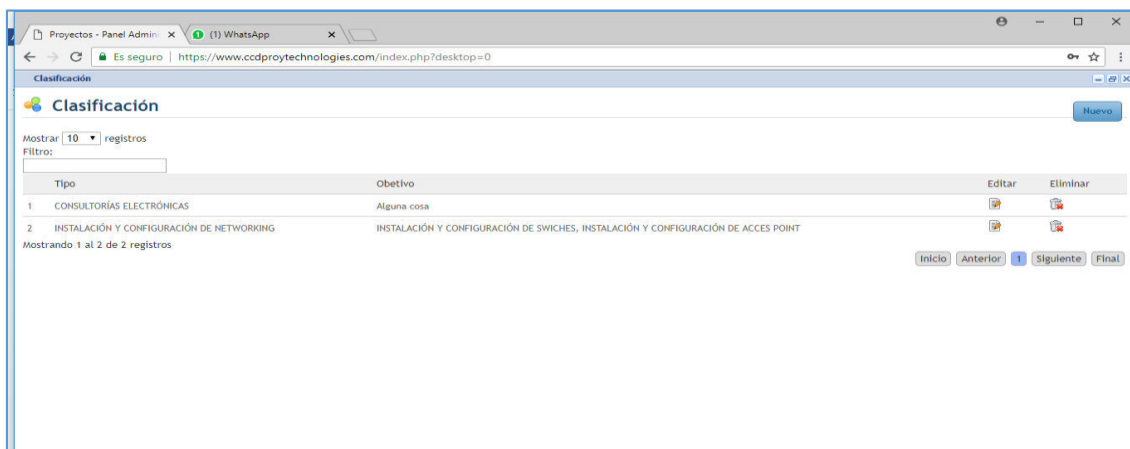 Proyectos - Panel Admin
(1) WhatsApp
Es seguro | https://www.ccdproytechnologies.com/index.php?desktop=0
Clasificación
Clasificación
Nuevo
Mostrar 10 registros
Filtro:
Tipo Obetivo Editar Eliminar
1 CONSULTORÍAS ELECTRÓNICAS Alguna cosa
2 INSTALACIÓN Y CONFIGURACIÓN DE NETWORKING INSTALACIÓN Y CONFIGURACIÓN DE SWICHES, INSTALACIÓN Y CONFIGURACIÓN DE ACCES POINT
Mostrando 1 al 2 de 2 registros
Inicio Anterior 1 Siguiente Final